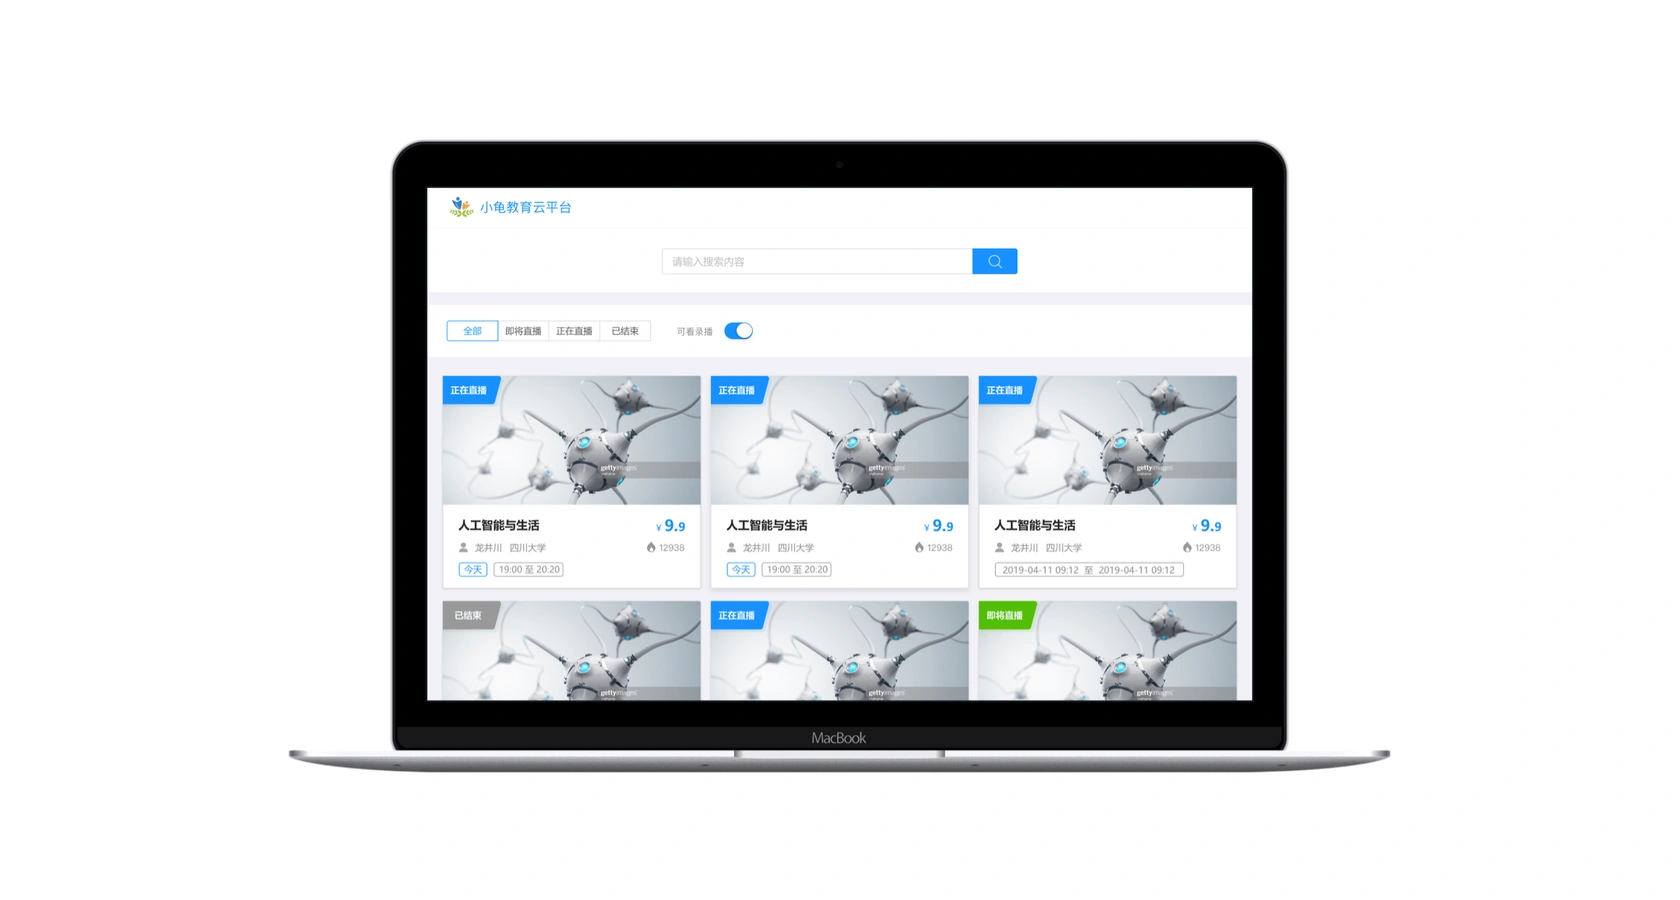 小龟教育云平台
请输入搜索内容
全部 即将直播 正在直播 已结束 可看录播
正在直播 正在直播 正在直播
gettyimages gettyimages gettyimages
人工智能与生活 ¥ 9.9 人工智能与生活 ¥ 9.9 人工智能与生活 ¥ 9.9
龙井川 四川大学 12938 龙井川 四川大学 12938 龙井川 四川大学 12938
今天 19:00 至 20:20 今天 19:00 至 20:20 2019-04-11 09:12 至 2019-04-11 09:12
已结束 正在直播 即将直播
gettyimages gettyimages gettyimages
MacBook